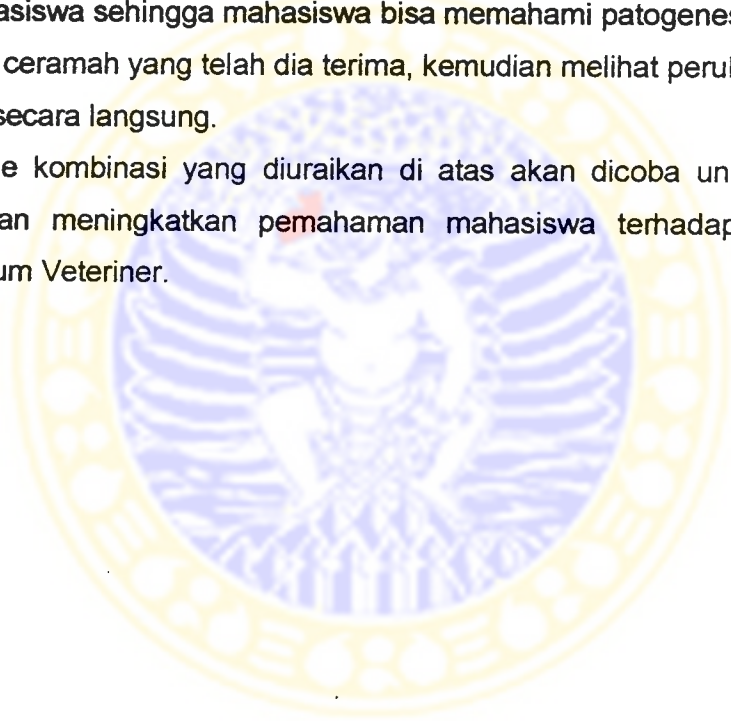 asiswa sehingga mahasiswa bisa memahami patogenes
ceramah yang telah dia terima, kemudian melihat peru
secara langsung.
e kombinasi yang diuraikan di atas akan dicoba un
an meningkatkan pemahaman mahasiswa terhadap
um Veteriner.